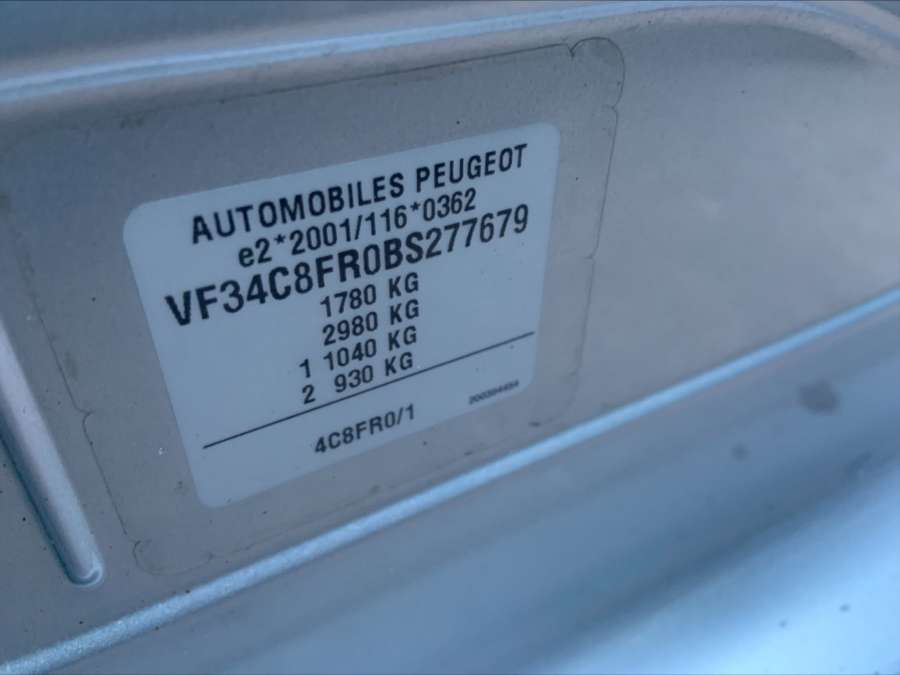 AUTOMOBILES PEUGEOT
e2*2001/116*0362
VF34C8FR0BS277679
1780 KG
2980 KG
1 1040 KG
2 930 KG
4C8FR0/1